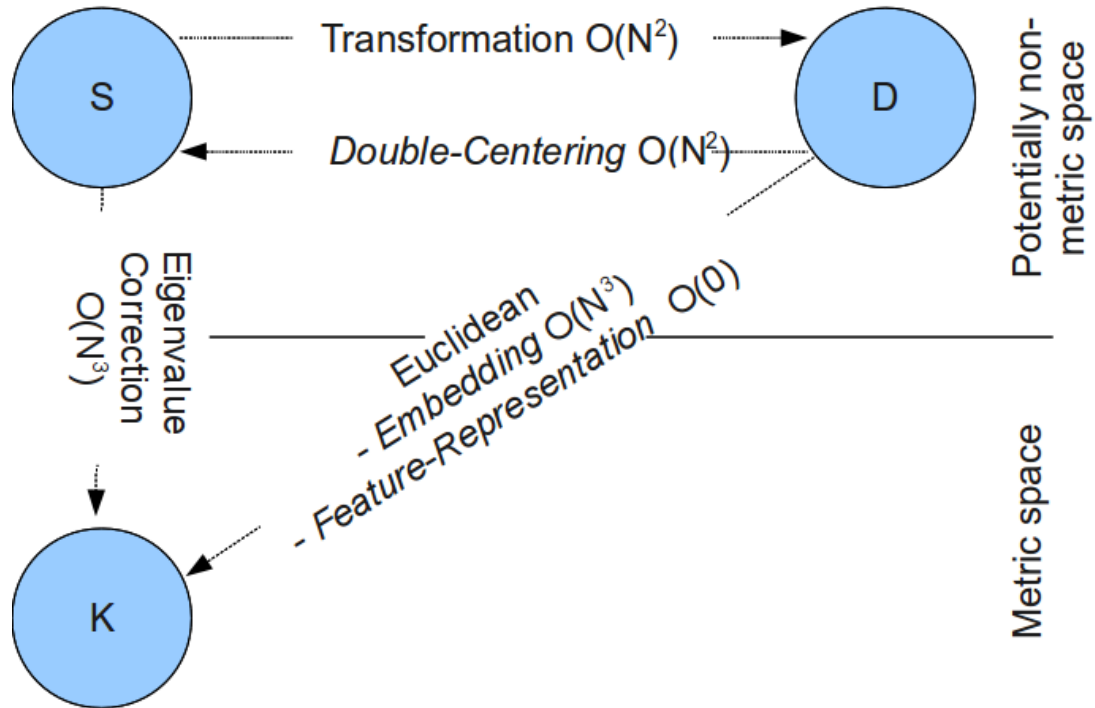 S
Transformation O(N²)
D
Double-Centering O(N²)
Potentially non-
metric space
Eigenvalue
Correction
O(N³)
Euclidean
- Embedding O(N³)
- Feature-Representation O(0)
Metric space
K